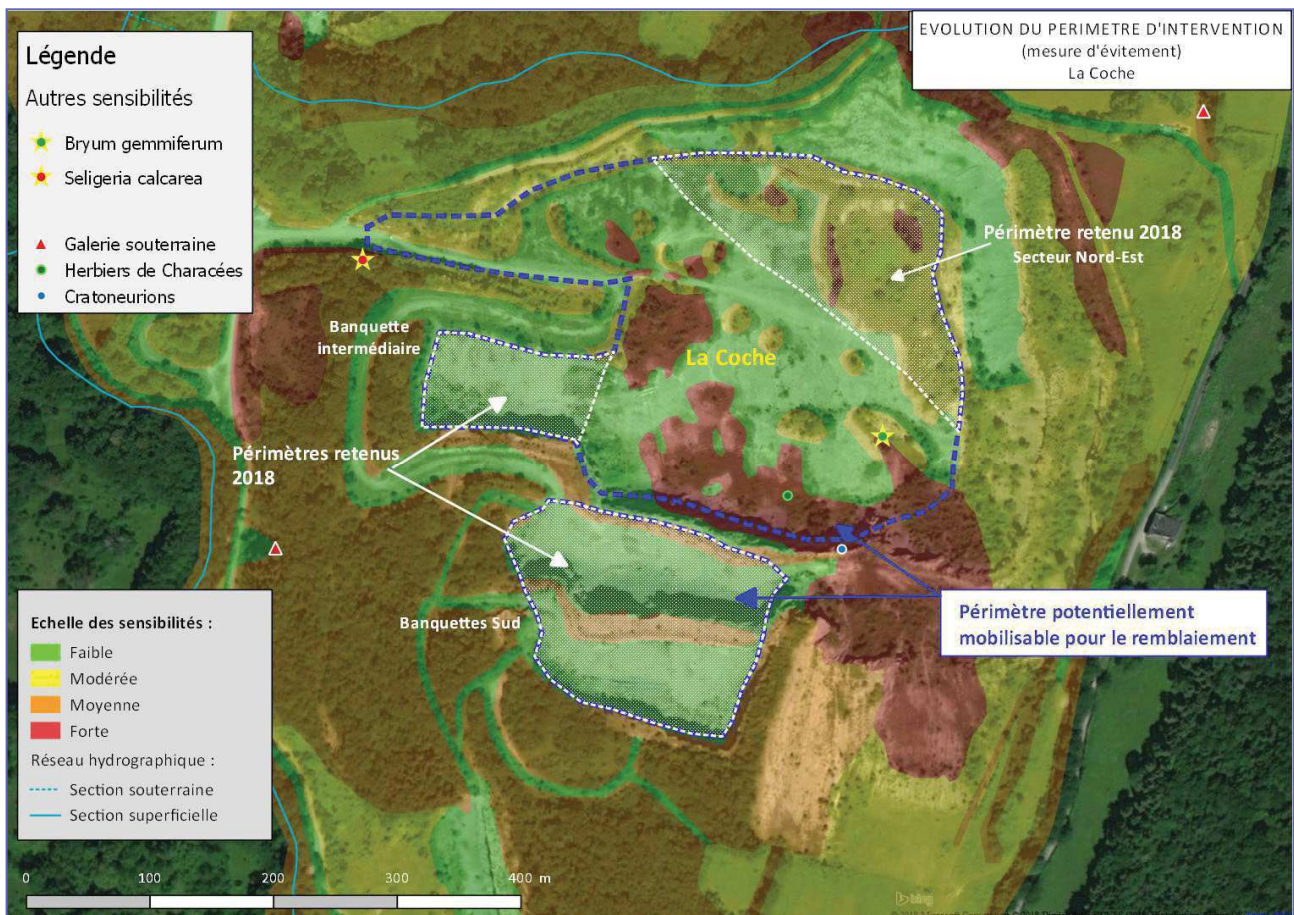 EVOLUTION DU PERIMETRE D'INTERVENTION
(mesure d'évitement)
La Coche
Légende
Autres sensibilités
Bryum gemmiferum
Seligeria calcarea
Galerie souterraine
Herbiers de Characées
Cratoneurions
Périmètre retenu 2018
Secteur Nord-Est
Banquette
intermédiaire
La Coche
Périmètres retenus
2018
Banquettes Sud
Périmètre potentiellement
mobilisable pour le remblaiement
Echelle des sensibilités :
Faible
Modérée
Moyenne
Forte
Réseau hydrographique :
Section souterraine
Section superficielle
0 100 200 300 400 m
bing